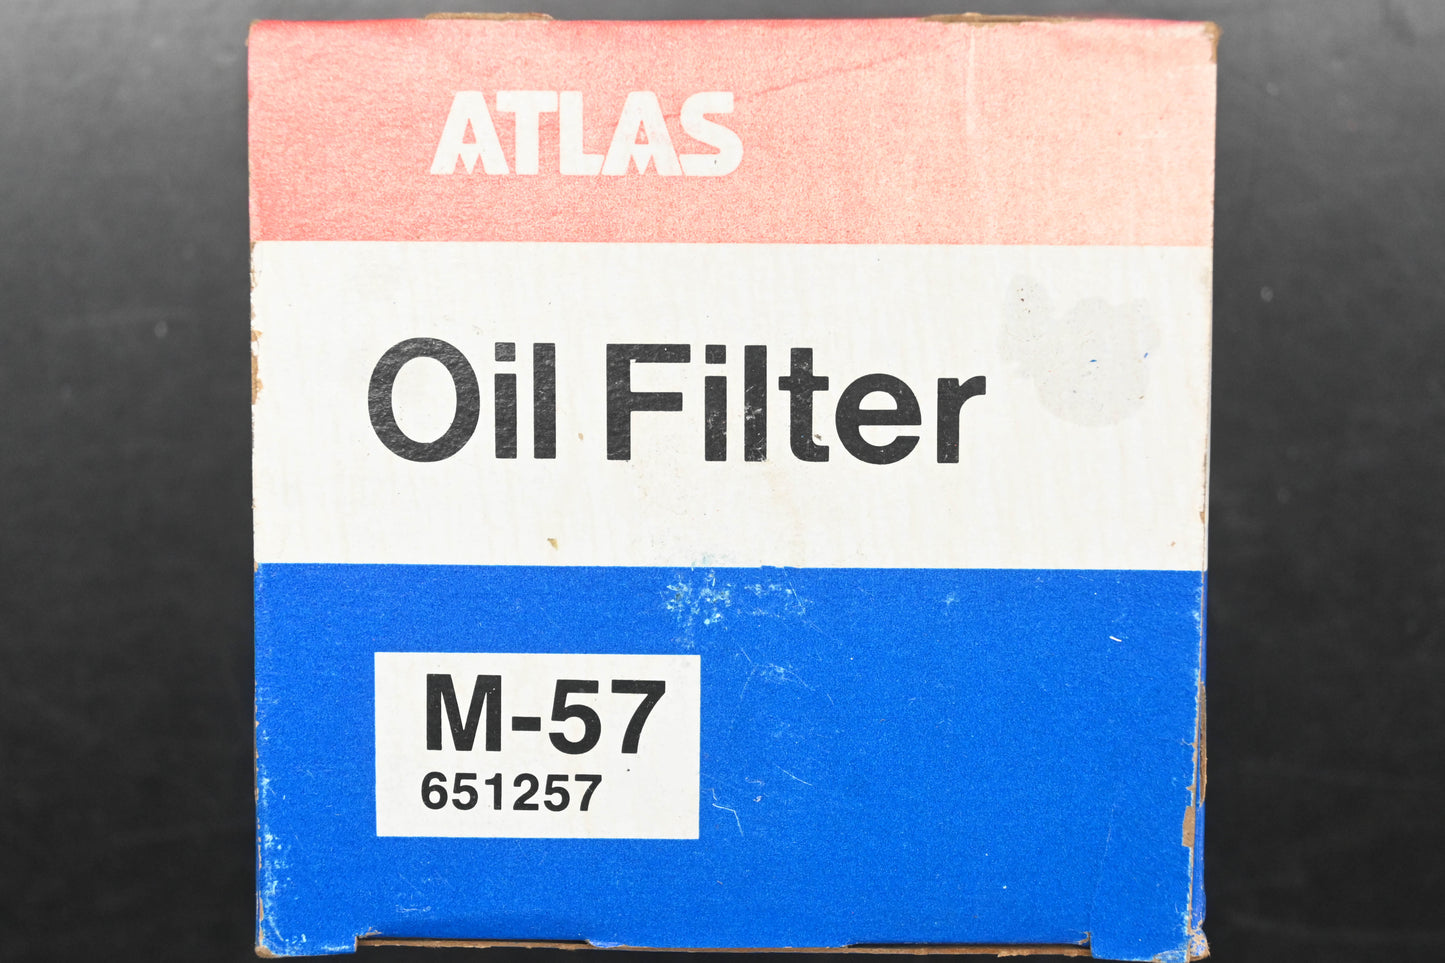 ATLAS
Oil Filter
M-57
651257